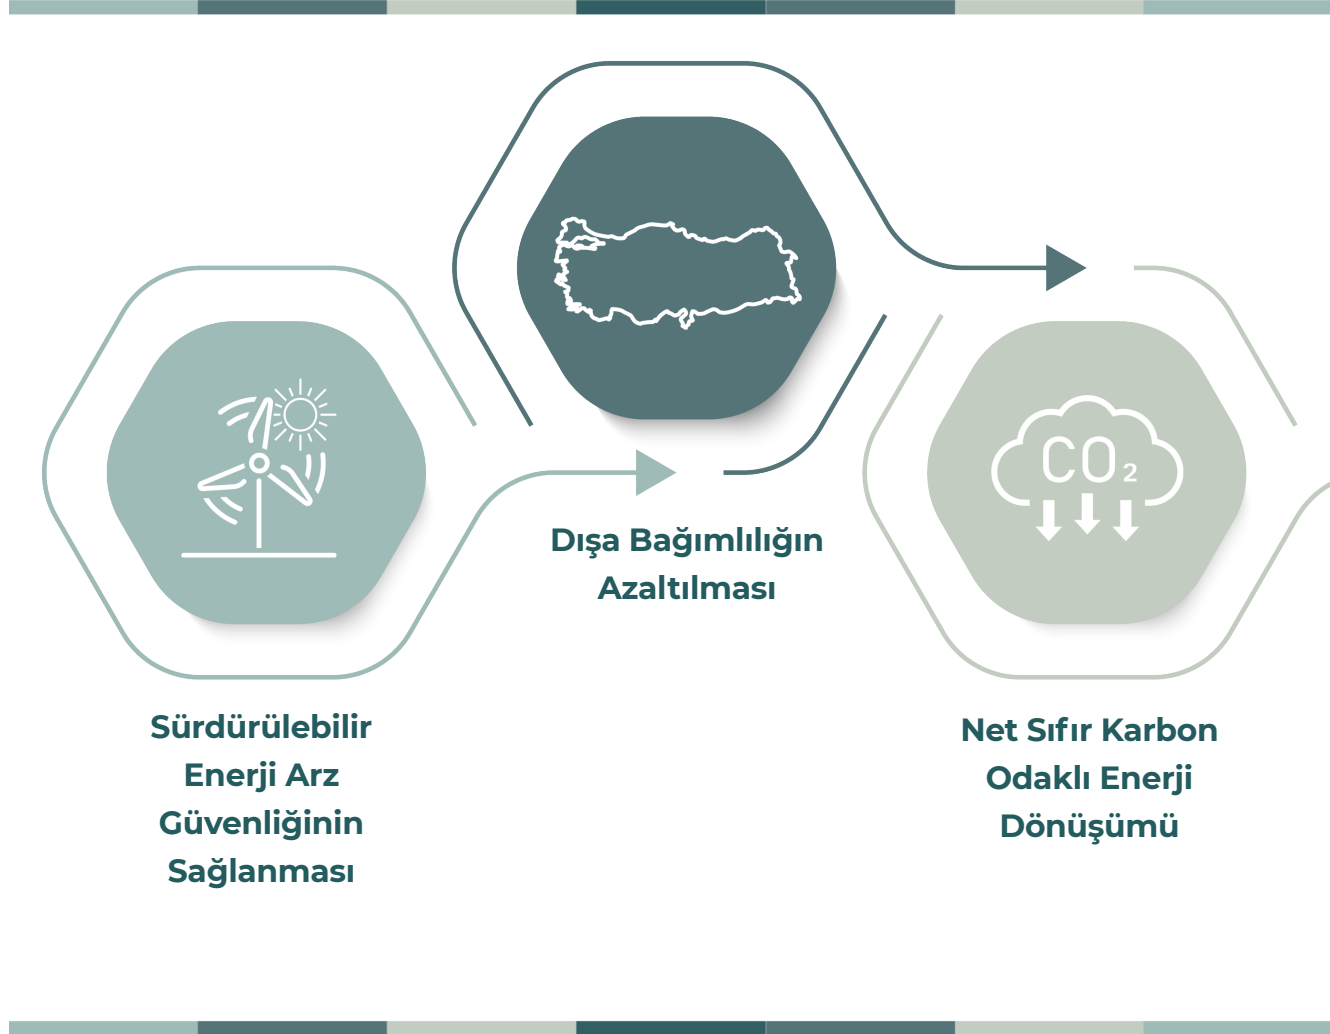 CO₂
Dışa Bağımlılığın
Azaltılması
Sürdürülebilir
Enerji Arz
Güvenliğinin
Sağlanması
Net Sıfır Karbon
Odaklı Enerji
Dönüşümü